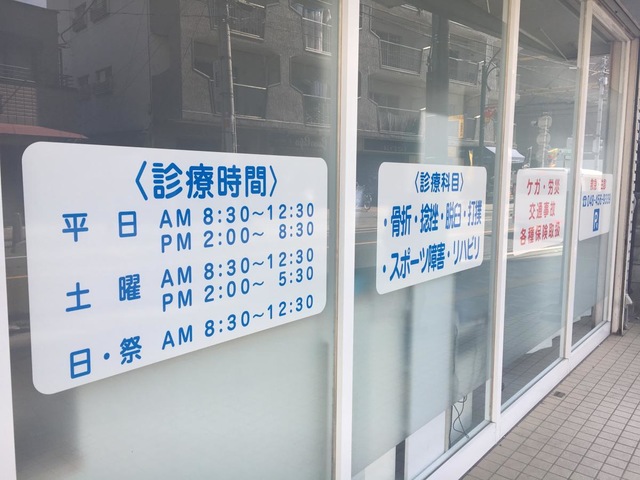 〈診療時間〉
平日 AM 8:30〜12:30
PM 2:00〜 8:30
土曜 AM 8:30〜12:30
PM 2:00〜 5:30
日・祭 AM 8:30〜12:30
〈診療科目〉
・骨折・捻挫・脱臼・打撲
・スポーツ障害・リハビリ
ケガ・労災
交通事故
各種保険取扱
P